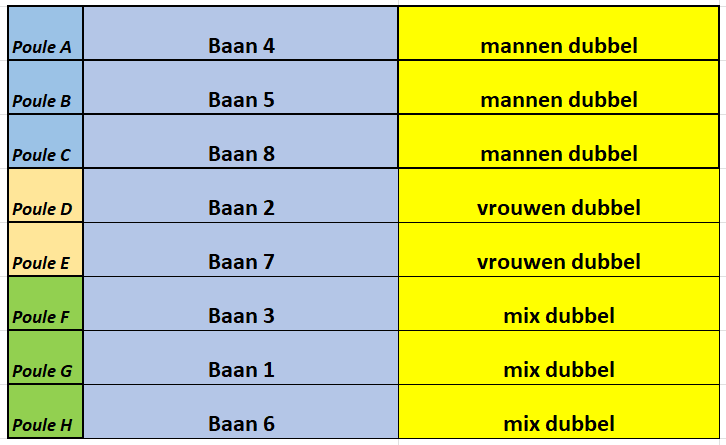 Poule A Baan 4 mannen dubbel
Poule B Baan 5 mannen dubbel
Poule C Baan 8 mannen dubbel
Poule D Baan 2 vrouwen dubbel
Poule E Baan 7 vrouwen dubbel
Poule F Baan 3 mix dubbel
Poule G Baan 1 mix dubbel
Poule H Baan 6 mix dubbel